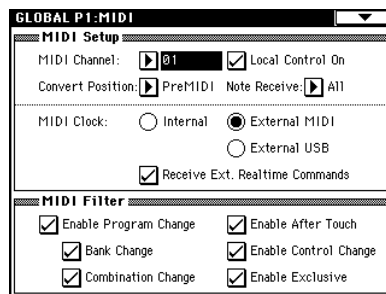 GLOBAL P1:MIDI
MIDI Setup
MIDI Channel: 01 Local Control On
Convert Position: PreMIDI Note Receive: All
MIDI Clock: Internal External MIDI
External USB
Receive Ext. Realtime Commands
MIDI Filter
Enable Program Change Enable After Touch
Bank Change Enable Control Change
Combination Change Enable Exclusive